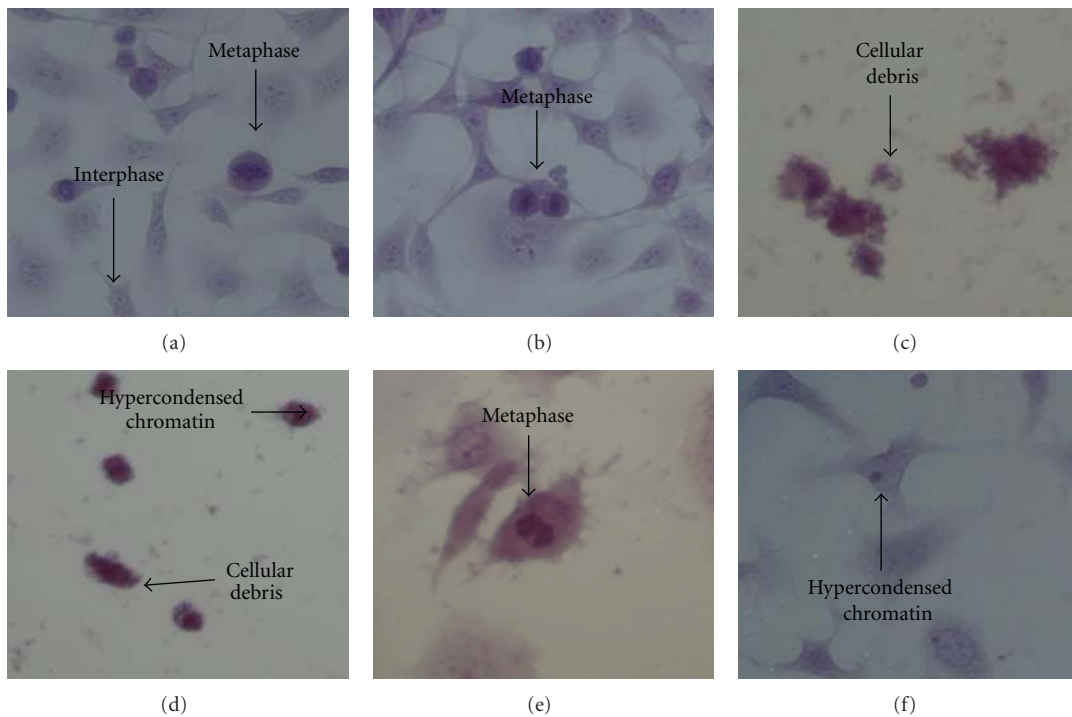 Metaphase
Interphase
(a)
Metaphase
(b)
Cellular
debris
(c)
Hypercondensed
chromatin
Cellular
debris
(d)
Metaphase
(e)
Hypercondensed
chromatin
(f)